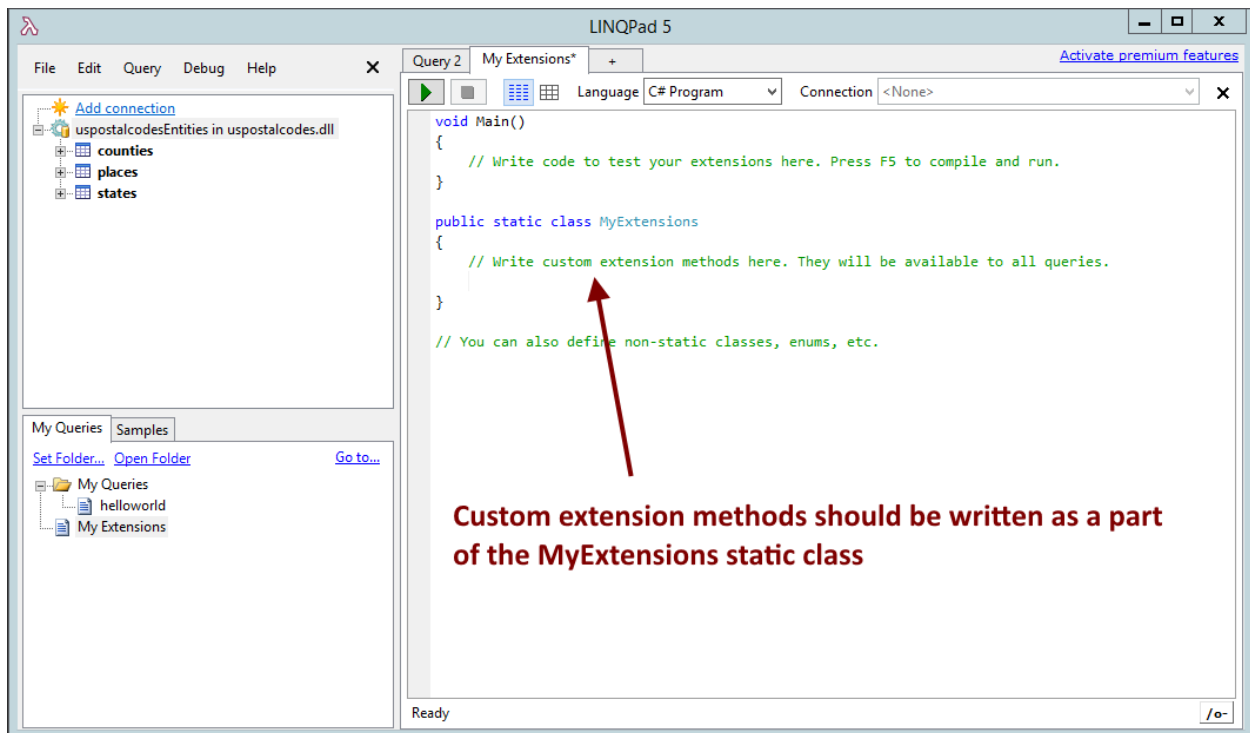 LINQPad 5
File Edit Query Debug Help
Add connection
uspostalcodesEntities in uspostalcodes.dll
counties
places
states
My Queries Samples
Set Folder... Open Folder Go to...
My Queries
helloworld
My Extensions
Query 2 My Extensions* +
Activate premium features
Language C# Program Connection <None>
void Main()
{
// Write code to test your extensions here. Press F5 to compile and run.
}
public static class MyExtensions
{
// Write custom extension methods here. They will be available to all queries.
}
// You can also define non-static classes, enums, etc.
Custom extension methods should be written as a part
of the MyExtensions static class
Ready /o-